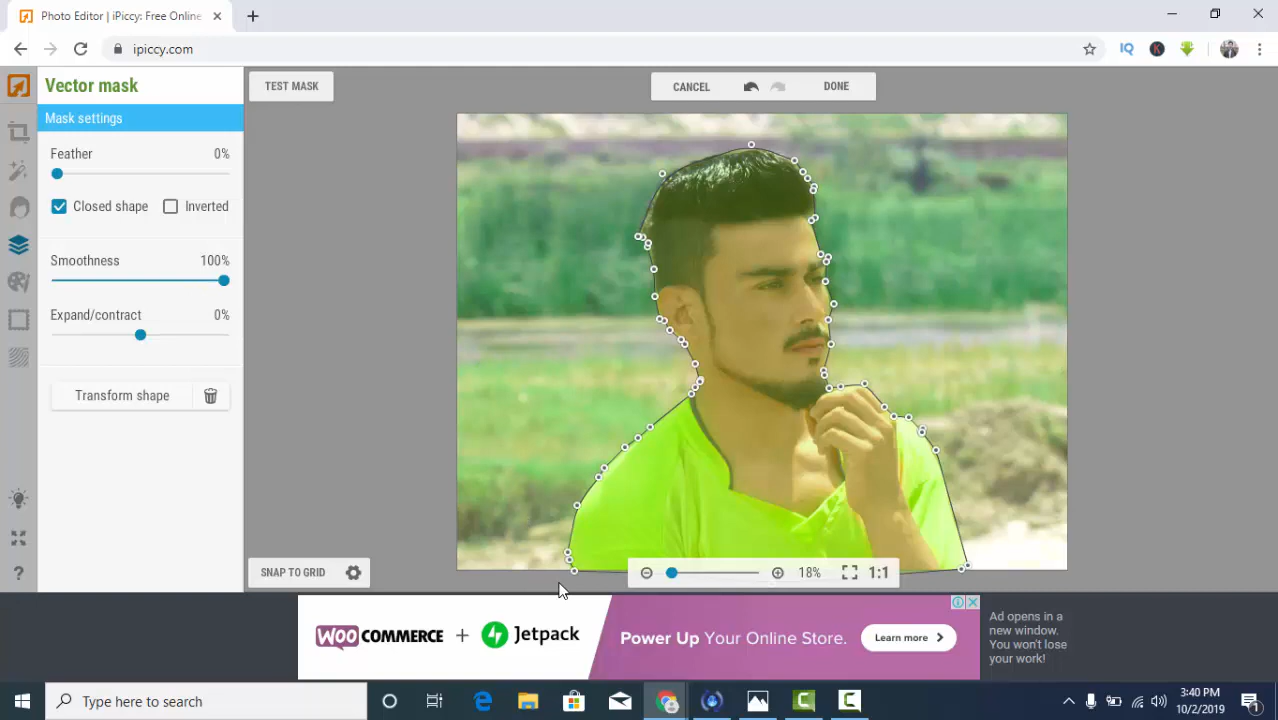 Photo Editor | iPiccy: Free Online
ipiccy.com
Vector mask
TEST MASK
CANCEL
DONE
Mask settings
Feather 0%
Closed shape
Inverted
Smoothness 100%
Expand/contract 0%
Transform shape
SNAP TO GRID
18%
1:1
?
WOO COMMERCE + Jetpack
Power Up Your Online Store.
Learn more
Ad opens in a
new window.
You won't lose
your work!
Type here to search
3:40 PM
10/2/2019
1